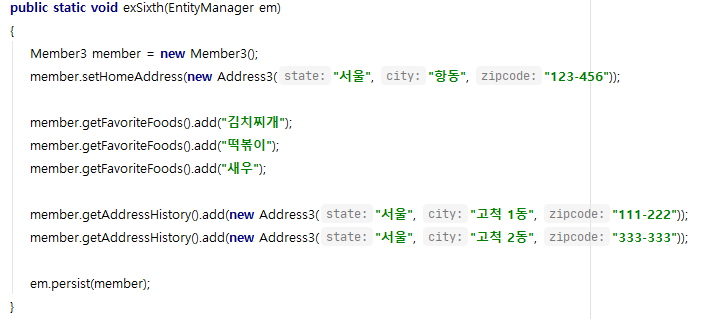 public static void exSixth(EntityManager em)
{
Member3 member = new Member3();
member.setHomeAddress(new Address3( state: "서울", city: "항동", zipcode: "123-456"));
member.getFavoriteFoods().add("김치찌개");
member.getFavoriteFoods().add("떡볶이");
member.getFavoriteFoods().add("새우");
member.getAddressHistory().add(new Address3( state: "서울", city: "고척 1동", zipcode: "111-222"));
member.getAddressHistory().add(new Address3( state: "서울", city: "고척 2동", zipcode: "333-333"));
em.persist(member);
}